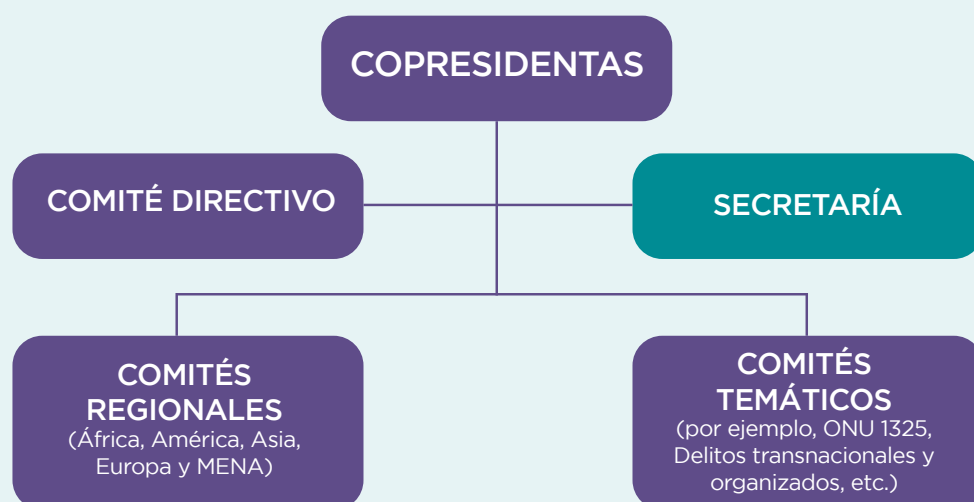 COPRESIDENTAS
COMITÉ DIRECTIVO
SECRETARÍA
COMITÉS
REGIONALES
(África, América, Asia,
Europa y MENA)
COMITÉS
TEMÁTICOS
(por ejemplo, ONU 1325,
Delitos transnacionales y
organizados, etc.)